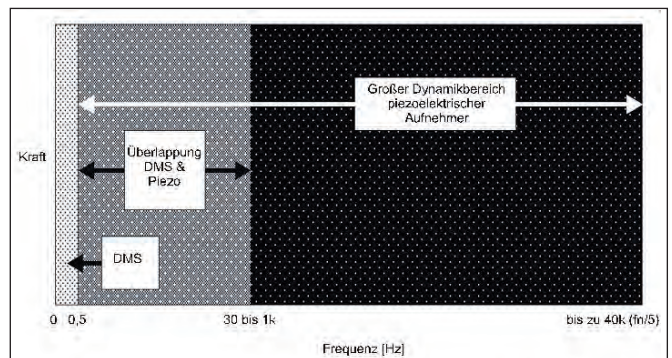 Großer Dynamikbereich
piezoelektrischer
Aufnehmer
Kraft
Überlappung
DMS &
Piezo
DMS
0 0,5 30 bis 1k bis zu 40k (fn/5)
Frequenz [Hz]